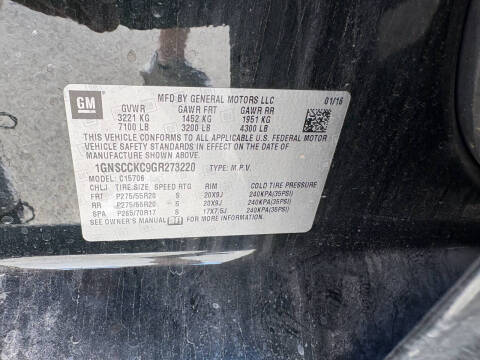 GM
MFD BY GENERAL MOTORS LLC 01/16
GVWR GAWR FRT GAWR RR
3221 KG 1452 KG 1951 KG
7100 LB 3200 LB 4300 LB
THIS VEHICLE CONFORMS TO ALL APPLICABLE U.S. FEDERAL MOTOR
VEHICLE SAFETY STANDARDS IN EFFECT ON THE DATE OF
MANUFACTURE SHOWN ABOVE.
1GNSCCKC9GR273220 TYPE: M.P.V.
MODEL: C15706
CHLJ TIRE SIZE SPEED RTG RIM COLD TIRE PRESSURE
FRT P275/55R20 S 20X9J 240KPA(35PSI)
RR P275/55R20 S 20X9J 240KPA(35PSI)
SPA P265/70R17 S 17X7.5J 240KPA(35PSI)
SEE OWNER'S MANUAL FOR MORE INFORMATION.